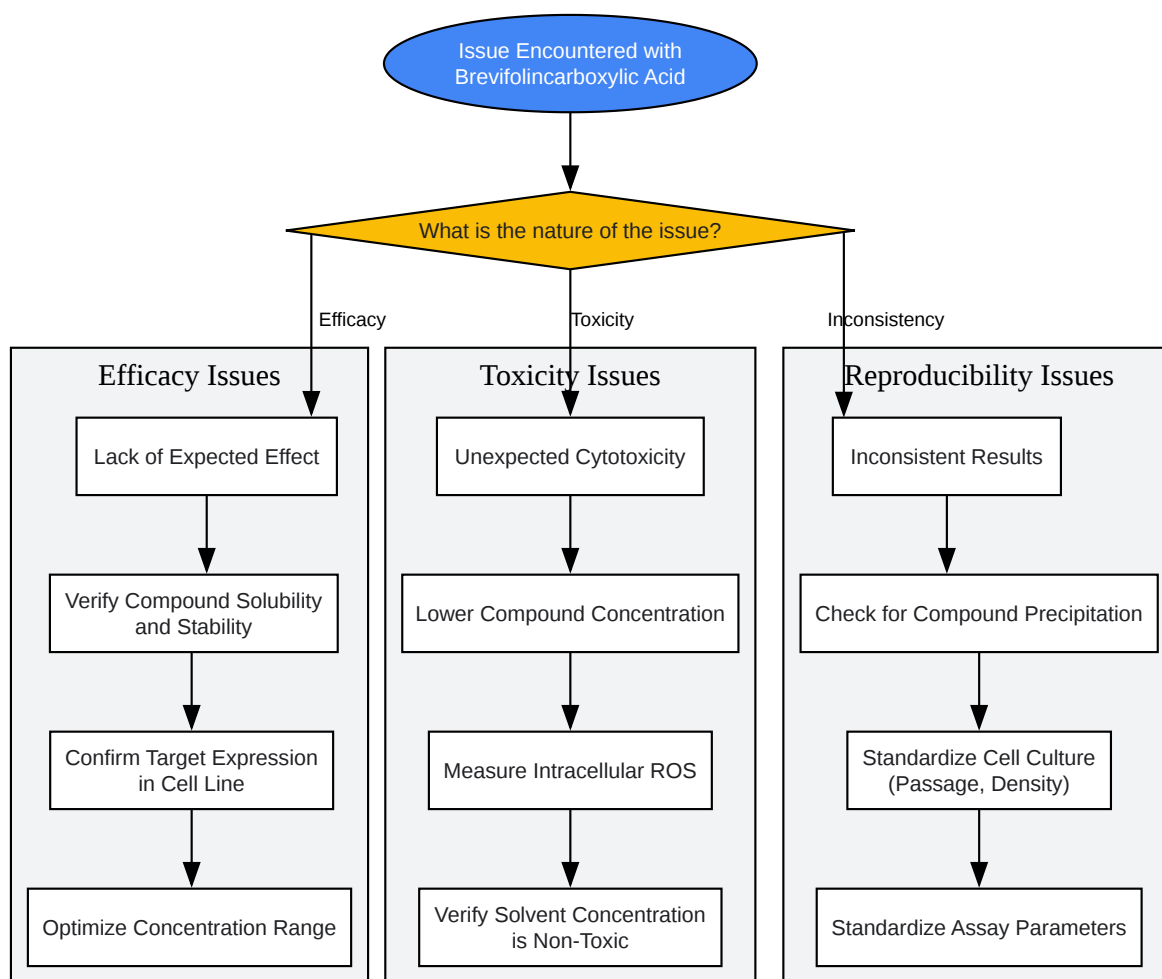 Issue Encountered with
Brevifolincarboxylic Acid
What is the nature of the issue?
Efficacy
Toxicity
Inconsistency
Efficacy Issues
Lack of Expected Effect
Verify Compound Solubility
and Stability
Confirm Target Expression
in Cell Line
Optimize Concentration Range
Toxicity Issues
Unexpected Cytotoxicity
Lower Compound Concentration
Measure Intracellular ROS
Verify Solvent Concentration
is Non-Toxic
Reproducibility Issues
Inconsistent Results
Check for Compound Precipitation
Standardize Cell Culture
(Passage, Density)
Standardize Assay Parameters